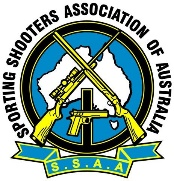 SPORTING SHOOTERS ASSOCIATION OF AUSTRALIA
S.S.A.A